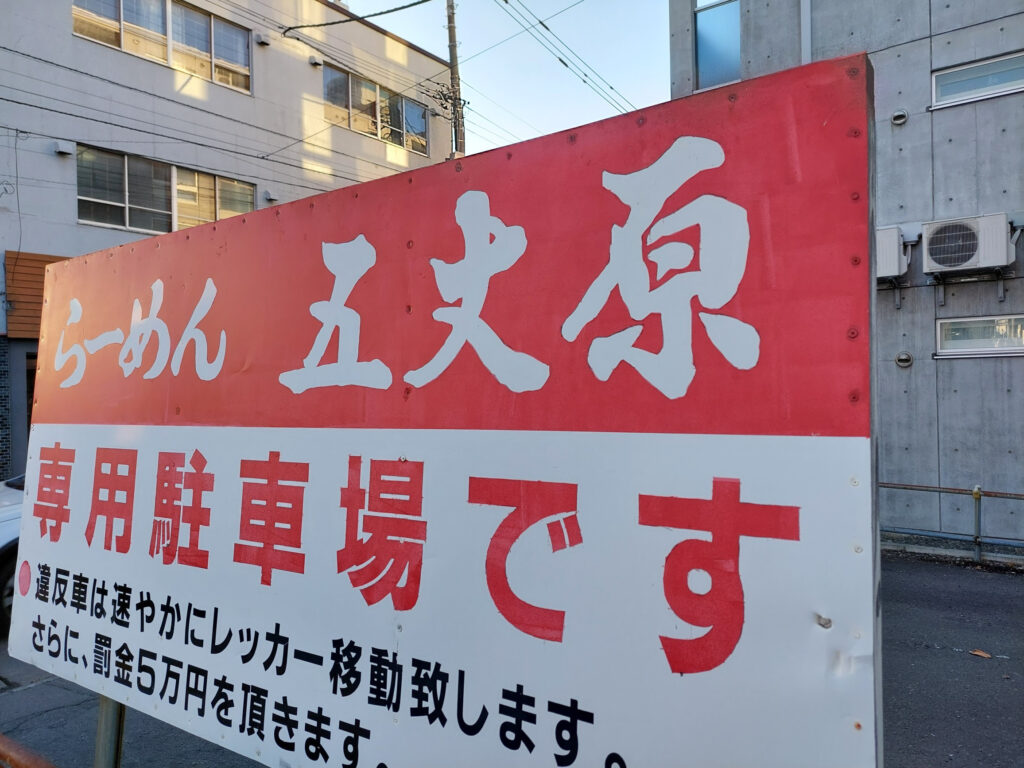 らーめん 五丈原
専用駐車場です
●違反車は速やかにレッカー移動致します。
さらに、罰金5万円を頂きます。